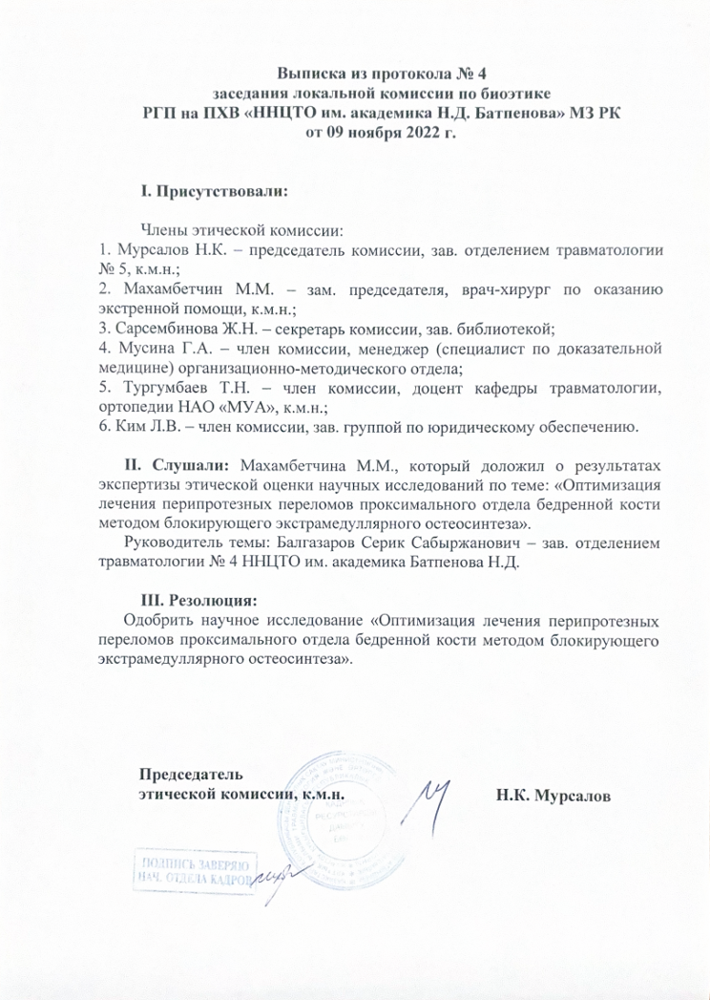 Выписка из протокола № 4
заседания локальной комиссии по биоэтике
РГП на ПХВ «ННЦТО им. академика Н.Д. Батпенова» МЗ РК
от 09 ноября 2022 г.
I. Присутствовали:
Члены этической комиссии:
1. Мурсалов Н.К. – председатель комиссии, зав. отделением травматологии
№ 5, к.м.н.;
2. Махамбетчин М.М. – зам. председателя, врач-хирург по оказанию
экстренной помощи, к.м.н.;
3. Сарсембинова Ж.Н. – секретарь комиссии, зав. библиотекой;
4. Мусина Г.А. – член комиссии, менеджер (специалист по доказательной
медицине) организационно-методического отдела;
5. Тургумбаев Т.Н. – член комиссии, доцент кафедры травматологии,
ортопедии НАО «МУА», к.м.н.;
6. Ким Л.В. – член комиссии, зав. группой по юридическому обеспечению.
II. Слушали: Махамбетчина М.М., который доложил о результатах
экспертизы этической оценки научных исследований по теме: «Оптимизация
лечения перипротезных переломов проксимального отдела бедренной кости
методом блокирующего экстрамедуллярного остеосинтеза».
Руководитель темы: Балгазаров Серик Сабыржанович – зав. отделением
травматологии № 4 ННЦТО им. академика Батпенова Н.Д.
III. Резолюция:
Одобрить научное исследование «Оптимизация лечения перипротезных
переломов проксимального отдела бедренной кости методом блокирующего
экстрамедуллярного остеосинтеза».
Председатель
этической комиссии, к.м.н.
Н.К. Мурсалов
ПОДПИСЬ ЗАВЕРЯЮ
НАЧ. ОТДЕЛА КАДРОВ